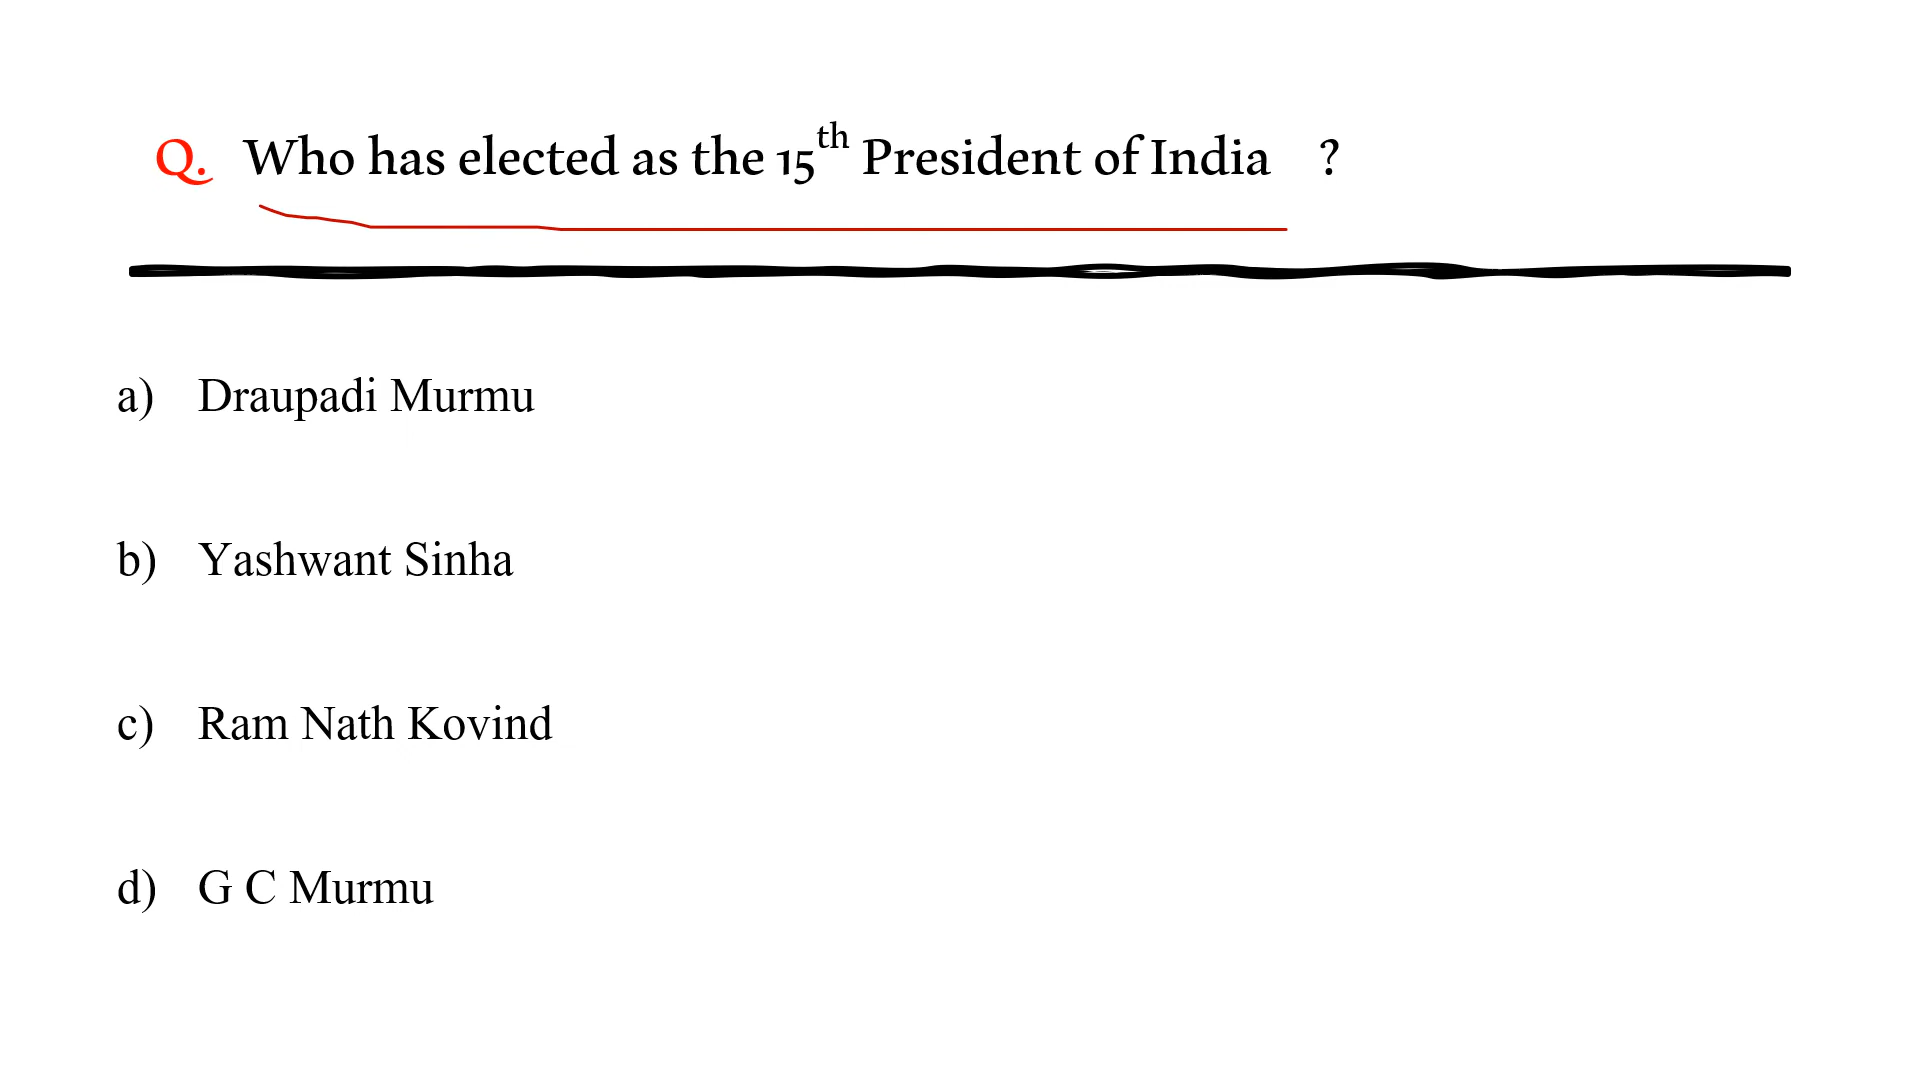 Q. Who has elected as the 15th President of India ?
a) Draupadi Murmu
b) Yashwant Sinha
c) Ram Nath Kovind
d) G C Murmu